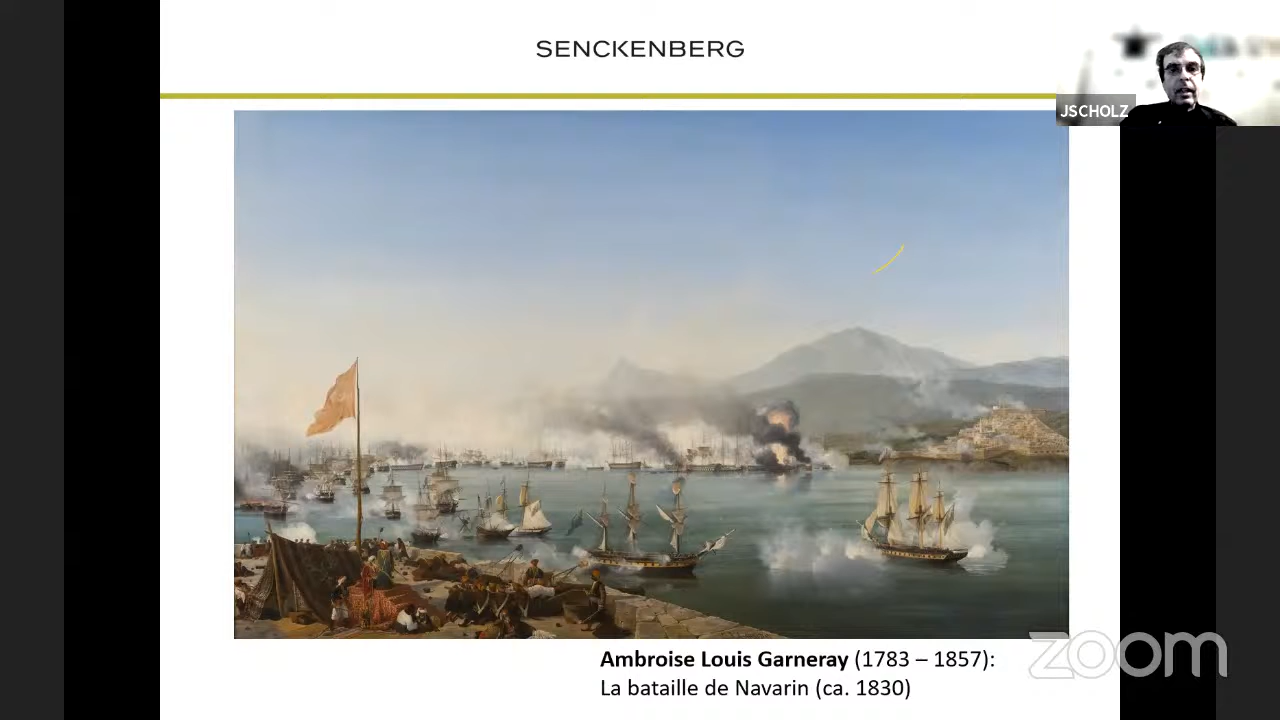 SENCKENBERG
JSCHOLZ
Ambroise Louis Garneray (1783 – 1857):
La bataille de Navarin (ca. 1830)
zoom